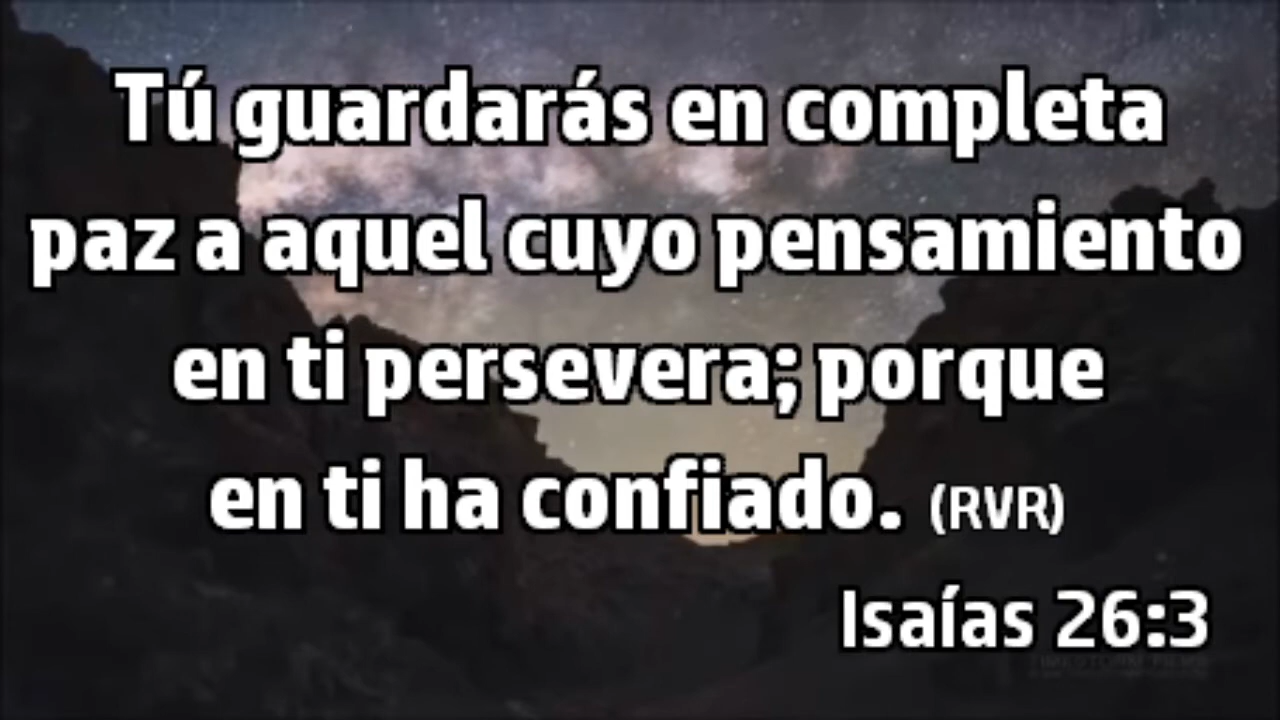 Tú guardarás en completa
paz a aquel cuyo pensamiento
en ti persevera; porque
en ti ha confiado. (RVR)
Isaías 26:3